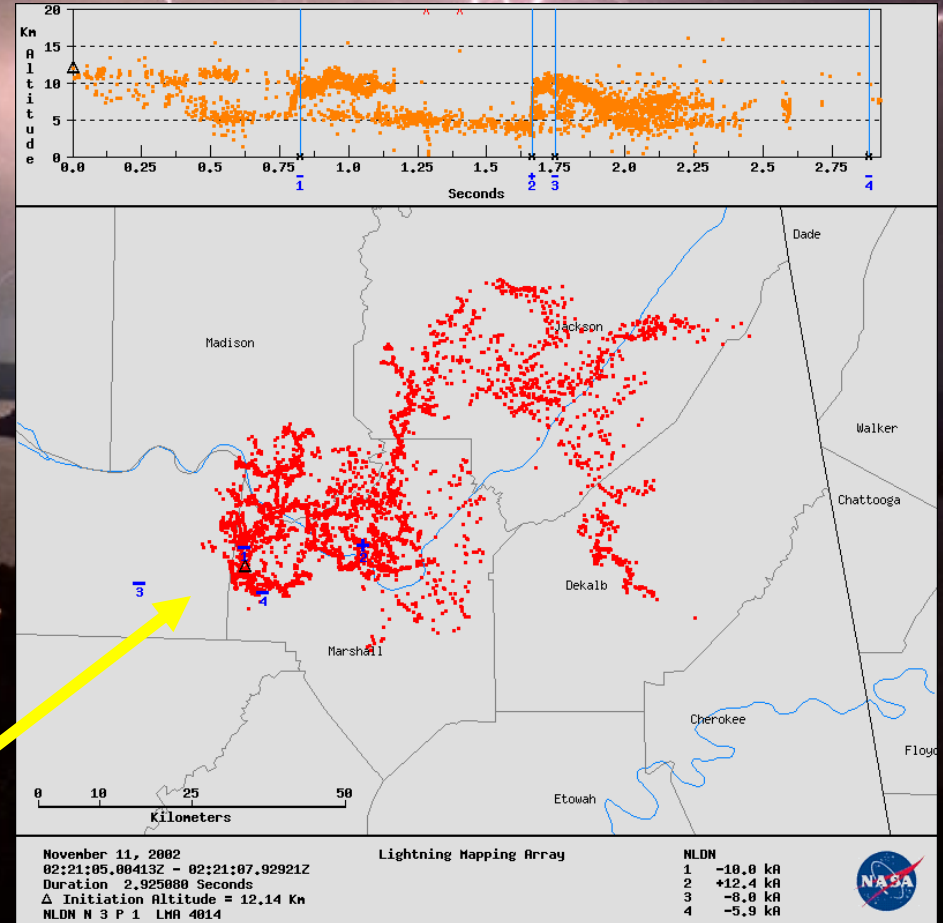 20
Km
15
A
l
t
i
t
u
d
e
10
5
0
0.0 0.25 0.5 0.75 1.0 1.25 1.5 1.75 2.0 2.25 2.5 2.75
- + - -
1 2 3 4
Seconds
Dade
Jackson
Madison
Walker
Chattooga
1
+
2
- 3
- 4
Dekalb
Marshall
Cherokee
Floyd
Etowah
0 10 25 50
Kilometers
November 11, 2002 Lightning Mapping Array NLDN
02:21:05.00413Z - 02:21:07.92921Z 1 -10.0 kA
Duration 2.925080 Seconds 2 +12.4 kA
Δ Initiation Altitude = 12.14 Km 3 -8.0 kA
NLDN N 3 P 1 LMA 4014 4 -5.9 kA
NASA